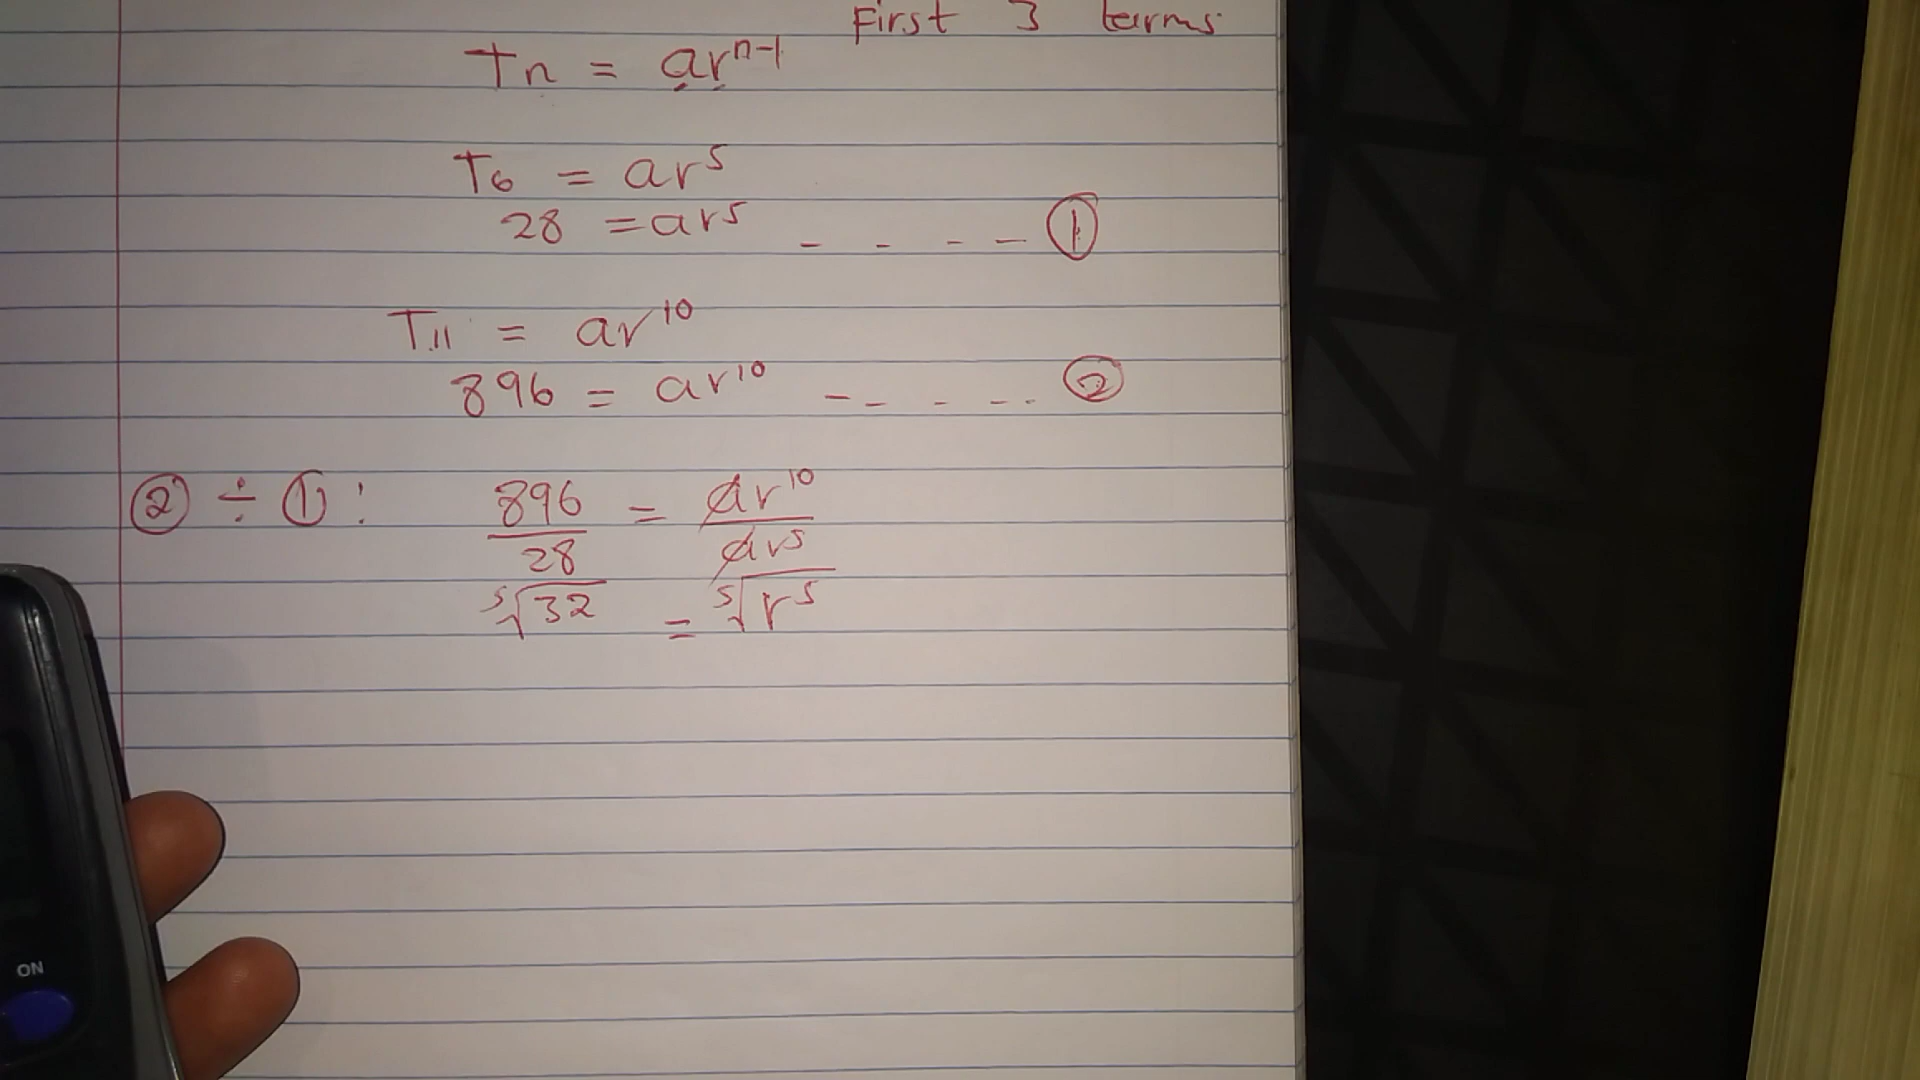 First 3 terms.
Tn = ar^n-1
T6 = ar^5
28 = ar^5 _ _ _ _ ①
T11 = ar^10
896 = ar^10 _ _ _ _ _ ②
② ÷ ① : 896/28 = ar^10/ar^5
⁵√32 = ⁵√r^5
ON